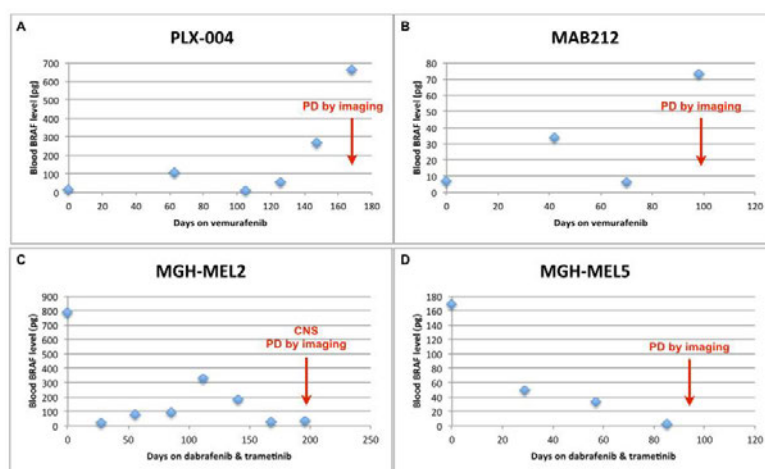 A
PLX-004
Blood BRAF level (pg)
700
600
500
400
300
200
100
0
PD by imaging
0 20 40 60 80 100 120 140 160 180
Days on vemurafenib
B
MAB212
Blood BRAF level (pg)
80
70
60
50
40
30
20
10
0
PD by imaging
0 20 40 60 80 100 120
Days on vemurafenib
C
MGH-MEL2
Blood BRAF level (pg)
900
800
700
600
500
400
300
200
100
0
CNS
PD by imaging
0 50 100 150 200 250
Days on dabrafenib & trametinib
D
MGH-MEL5
Blood BRAF level (pg)
180
160
140
120
100
80
60
40
20
0
PD by imaging
0 20 40 60 80 100 120
Days on dabrafenib & trametinib